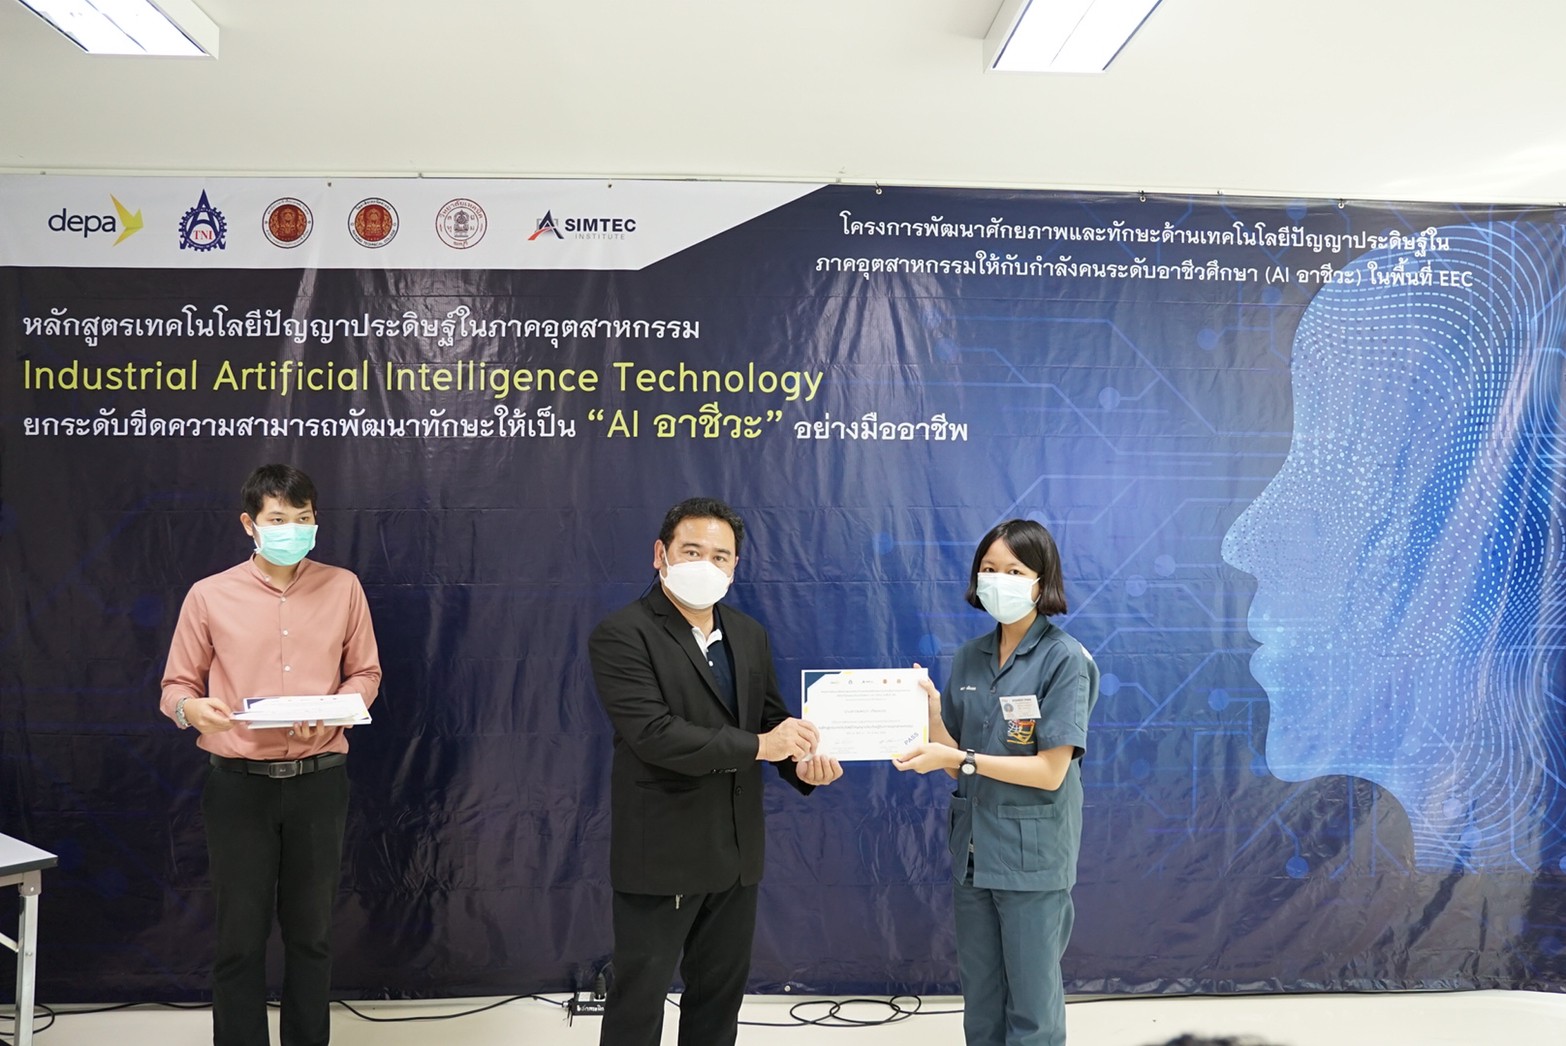 depa
TNI
SIMTEC
INSTITUTE
โครงการพัฒนาศักยภาพและทักษะด้านเทคโนโลยีปัญญาประดิษฐ์ใน
ภาคอุตสาหกรรมให้กับกำลังคนระดับอาชีวศึกษา (AI อาชีวะ) ในพื้นที่ EEC
หลักสูตรเทคโนโลยีปัญญาประดิษฐ์ในภาคอุตสาหกรรม
Industrial Artificial Intelligence Technology
ยกระดับขีดความสามารถพัฒนาทักษะให้เป็น “AI อาชีวะ” อย่างมืออาชีพ
PASS